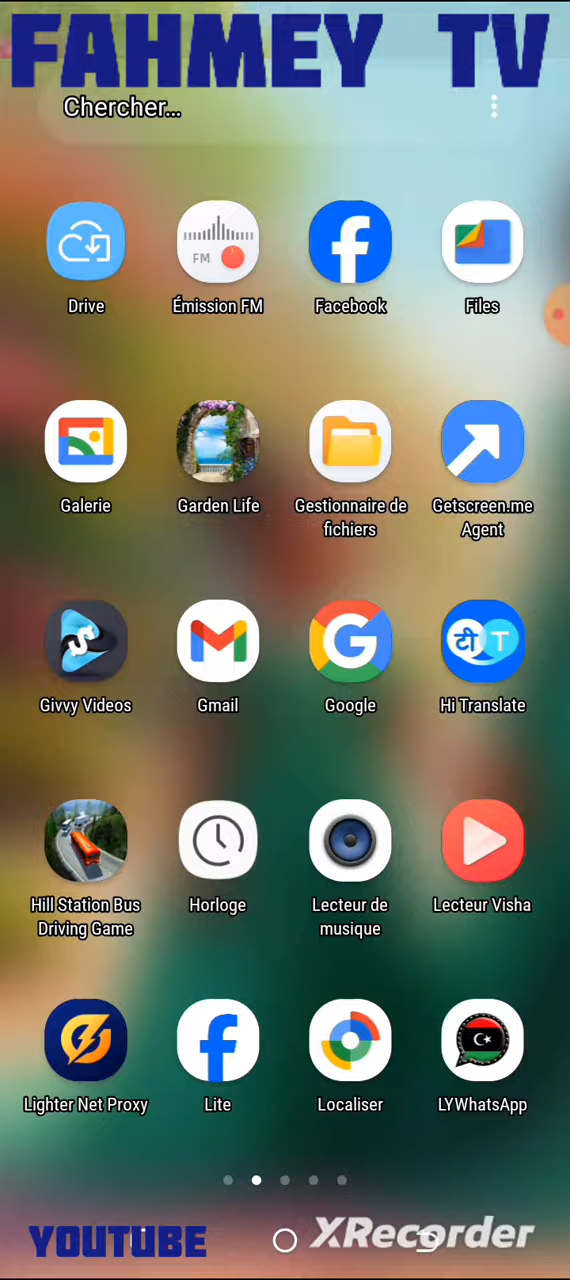 FAHMEY TV
Chercher...
Drive
Émission FM
Facebook
Files
Galerie
Garden Life
Gestionnaire de
fichiers
Getscreen.me
Agent
Givvy Videos
Gmail
Google
Hi Translate
Hill Station Bus
Driving Game
Horloge
Lecteur de
musique
Lecteur Visha
Lighter Net Proxy
Lite
Localiser
LYWhatsApp
YOUTUBE
XRecorder
FM
टी T